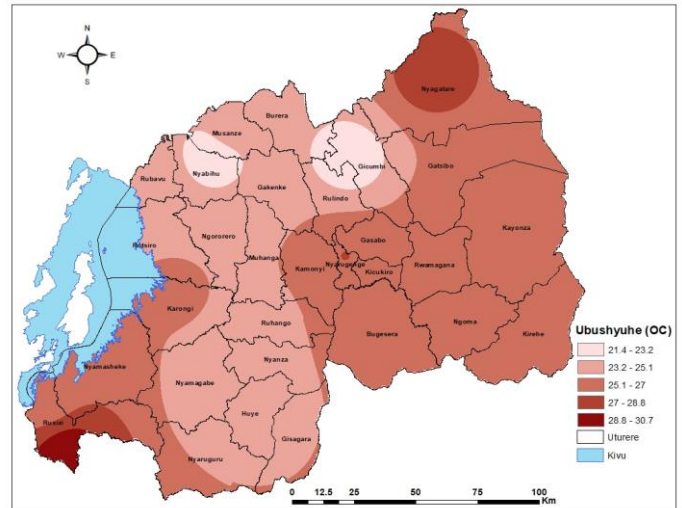 N
W E
S
Nyagatare
Burera
Musanze
Gicumbi
Nyabihu
Gatsibo
Rubavu
Gakenke
Rulindo
Kayonza
Rutsiro
Ngororero
Gasabo
Muhanga
Nyarugenge
Kamonyi
Kicukiro
Rwamagana
Karongi
Ruhango
Bugesera
Ngoma
Kirehe
Nyanza
Nyamasheke
Nyamagabe
Huye
Rusizi
Gisagara
Nyaruguru
Ubushyuhe (OC)
21.4 - 23.2
23.2 - 25.1
25.1 - 27
27 - 28.8
28.8 - 30.7
Uturere
Kivu
0 12.5 25 50 75 100
Km